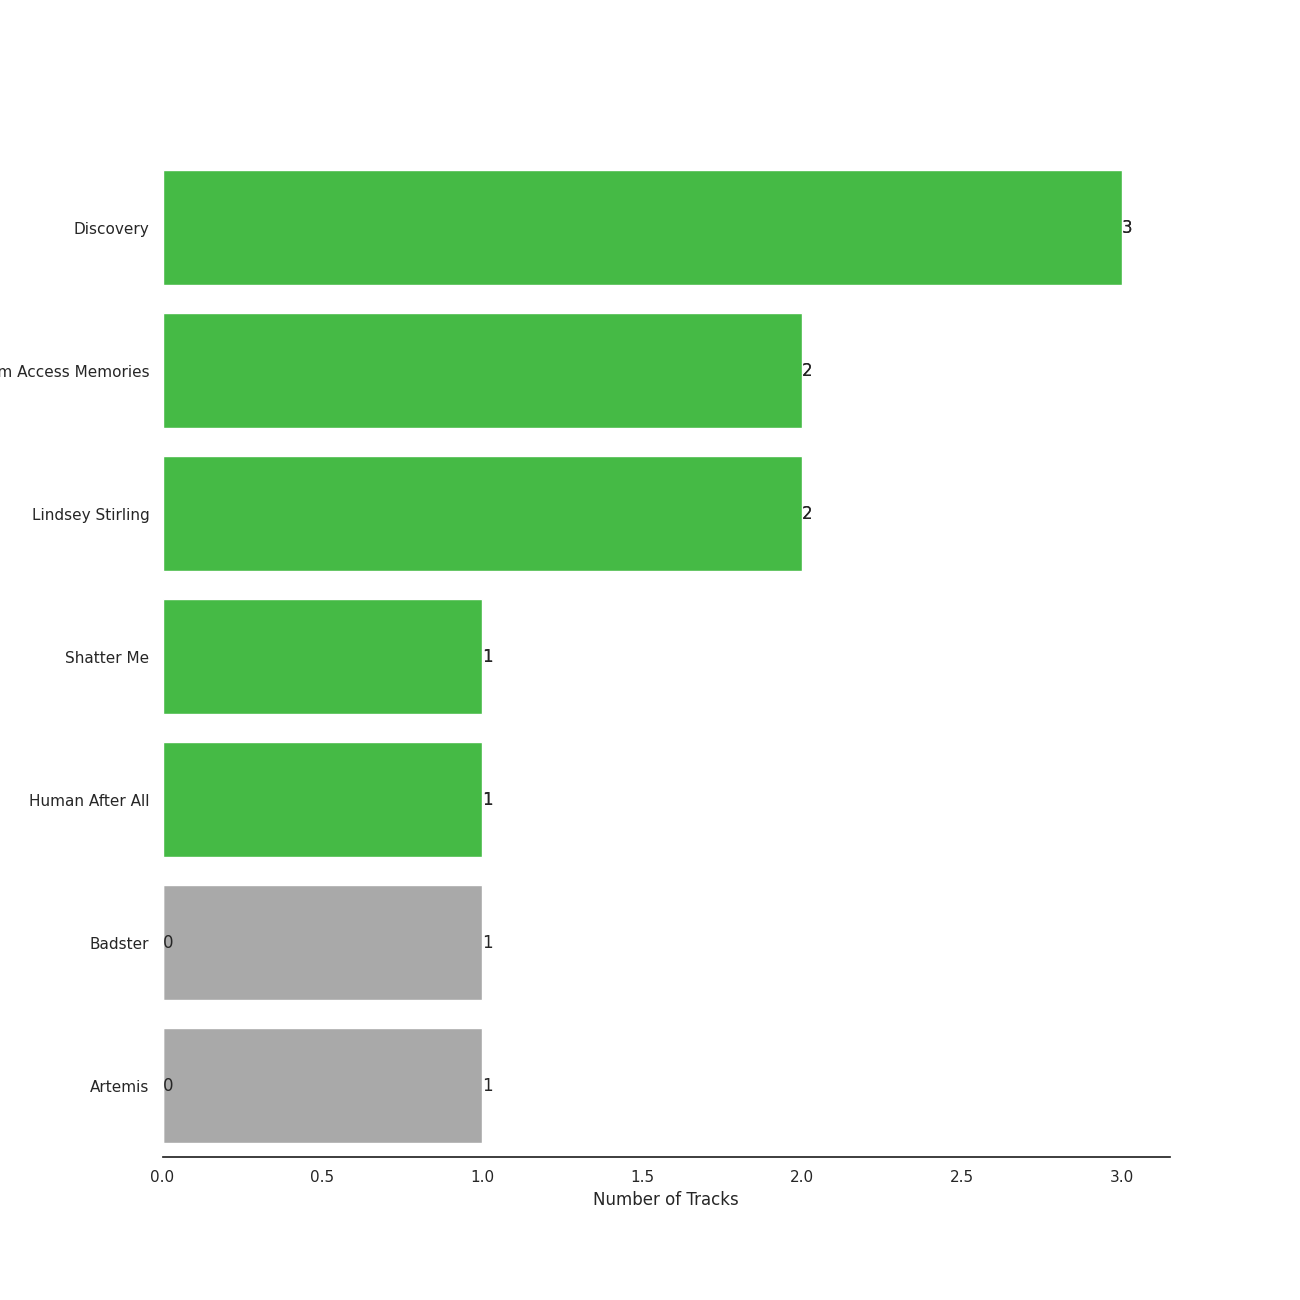 Discovery
3
m Access Memories
2
Lindsey Stirling
2
Shatter Me
1
Human After All
1
Badster
0 1
Artemis
0 1
0.0 0.5 1.0 1.5 2.0 2.5 3.0
Number of Tracks